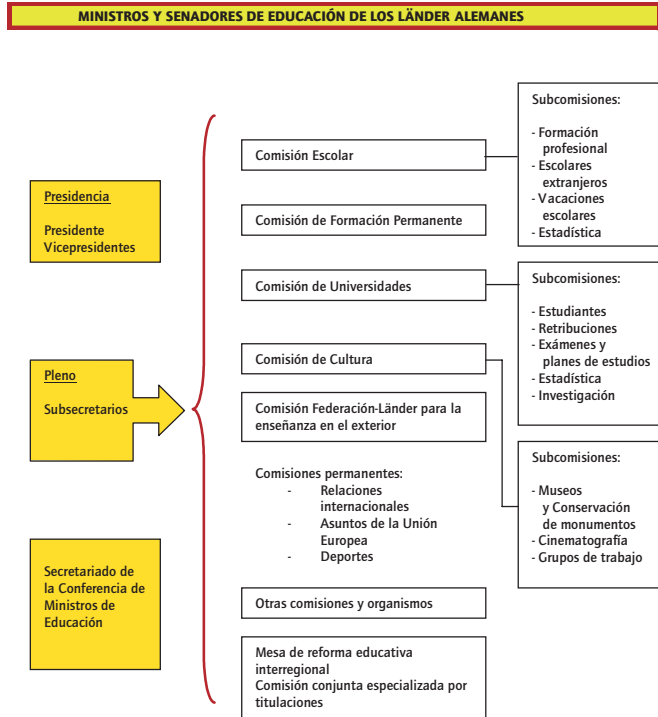 MINISTROS Y SENADORES DE EDUCACIÓN DE LOS LÄNDER ALEMANES
Presidencia
Presidente
Vicepresidentes
Pleno
Subsecretarios
Secretariado de
la Conferencia de
Ministros de
Educación
Comisión Escolar
Comisión de Formación Permanente
Comisión de Universidades
Comisión de Cultura
Comisión Federación-Länder para la
enseñanza en el exterior
Comisiones permanentes:
- Relaciones
internacionales
- Asuntos de la Unión
Europea
- Deportes
Otras comisiones y organismos
Mesa de reforma educativa
interregional
Comisión conjunta especializada por
titulaciones
Subcomisiones:
- Formación
profesional
- Escolares
extranjeros
- Vacaciones
escolares
- Estadística
Subcomisiones:
- Estudiantes
- Retribuciones
- Exámenes y
planes de estudios
- Estadística
- Investigación
Subcomisiones:
- Museos
y Conservación
de monumentos
- Cinematografía
- Grupos de trabajo